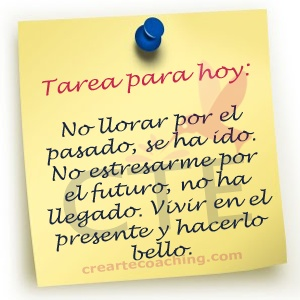 Tarea para hoy:
No llorar por el
pasado, se ha ido.
No estresarme por
el futuro, no ha
llegado. Vivir en el
presente y hacerlo
bello.
CTE
creartecoaching.com